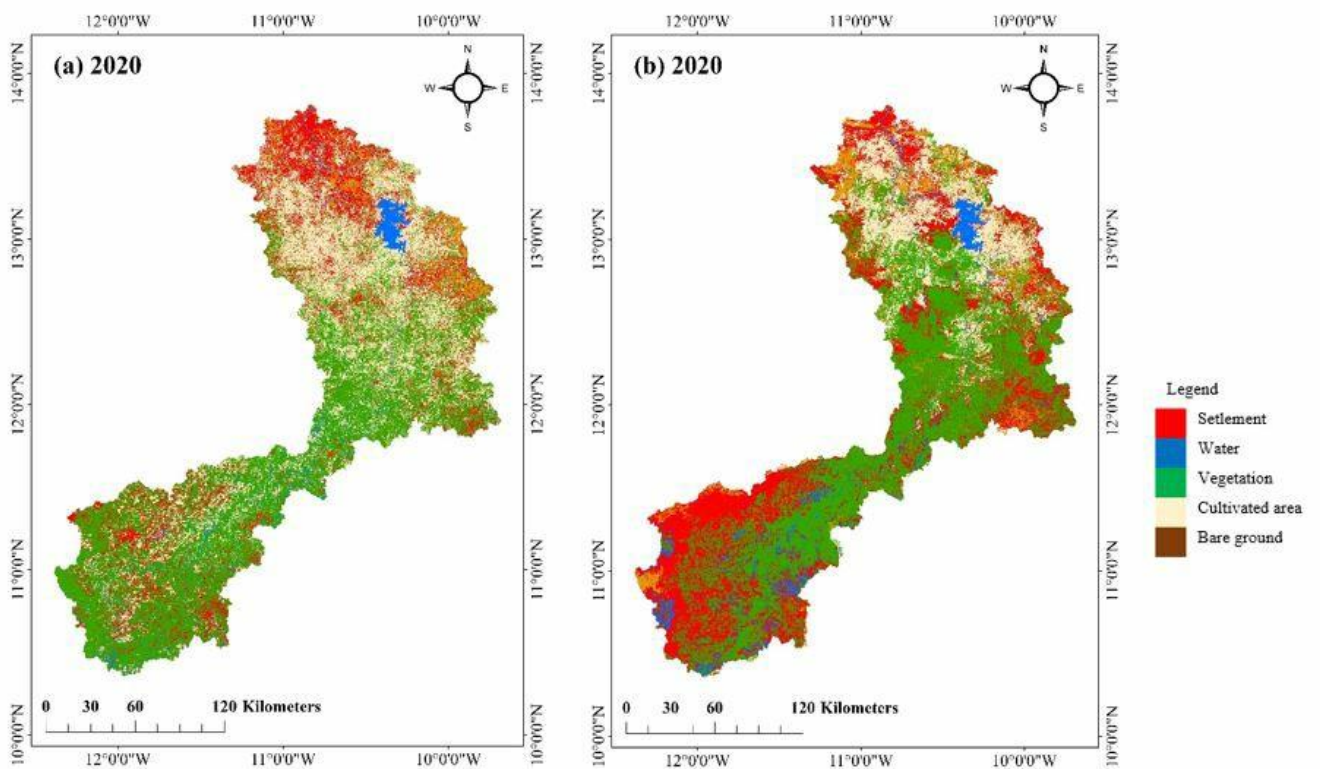 12°0'0"W 11°0'0"W 10°0'0"W
12°0'0"W 11°0'0"W 10°0'0"W
(a) 2020
N
W E
S
(b) 2020
N
W E
S
14°0'0"N 14°0'0"N 14°0'0"N 14°0'0"N
13°0'0"N 13°0'0"N 13°0'0"N 13°0'0"N
12°0'0"N 12°0'0"N 12°0'0"N 12°0'0"N
11°0'0"N 11°0'0"N 11°0'0"N 11°0'0"N
10°0'0"N 10°0'0"N 10°0'0"N 10°0'0"N
Legend
Setlement
Water
Vegetation
Cultivated area
Bare ground
0 30 60 120 Kilometers
0 30 60 120 Kilometers
12°0'0"W 11°0'0"W 10°0'0"W
12°0'0"W 11°0'0"W 10°0'0"W